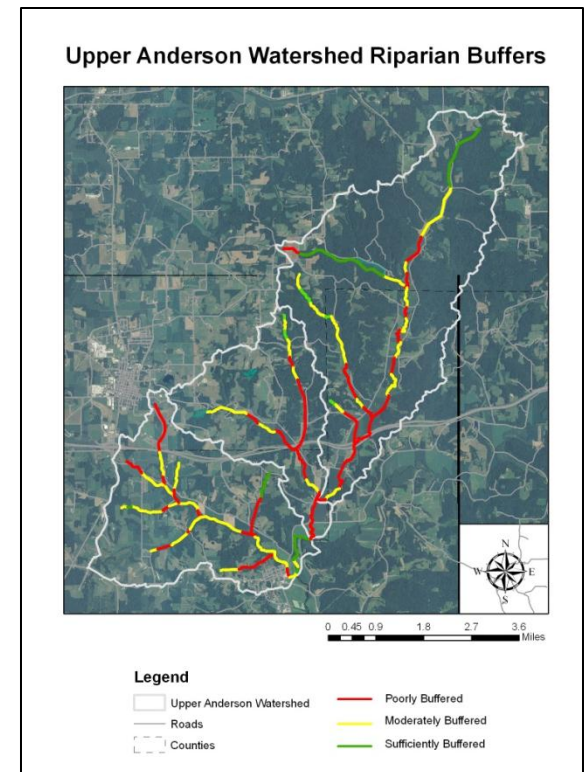 Upper Anderson Watershed Riparian Buffers
N
W E
S
0 0.45 0.9 1.8 2.7 3.6
Miles
Legend
Upper Anderson Watershed
Roads
Counties
Poorly Buffered
Moderately Buffered
Sufficiently Buffered